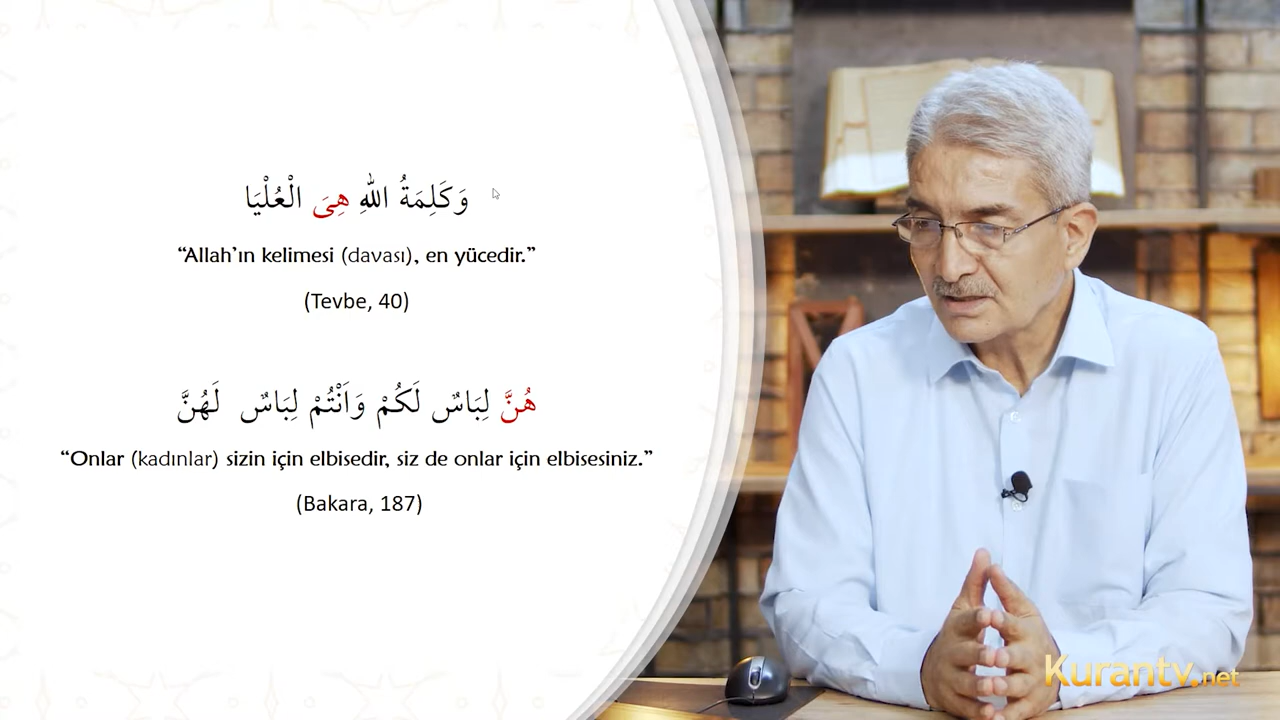 وَكَلِمَةُ اللهِ هِىَ الْعُلْيَا
“Allah’ın kelimesi (davası), en yücedir.”
(Tevbe, 40)
هُنَّ لِبَاسٌ لَكُمْ وَاَنْتُمْ لِبَاسٌ لَهُنَّ
“Onlar (kadınlar) sizin için elbisedir, siz de onlar için elbisesiniz.”
(Bakara, 187)
Kurantv.net